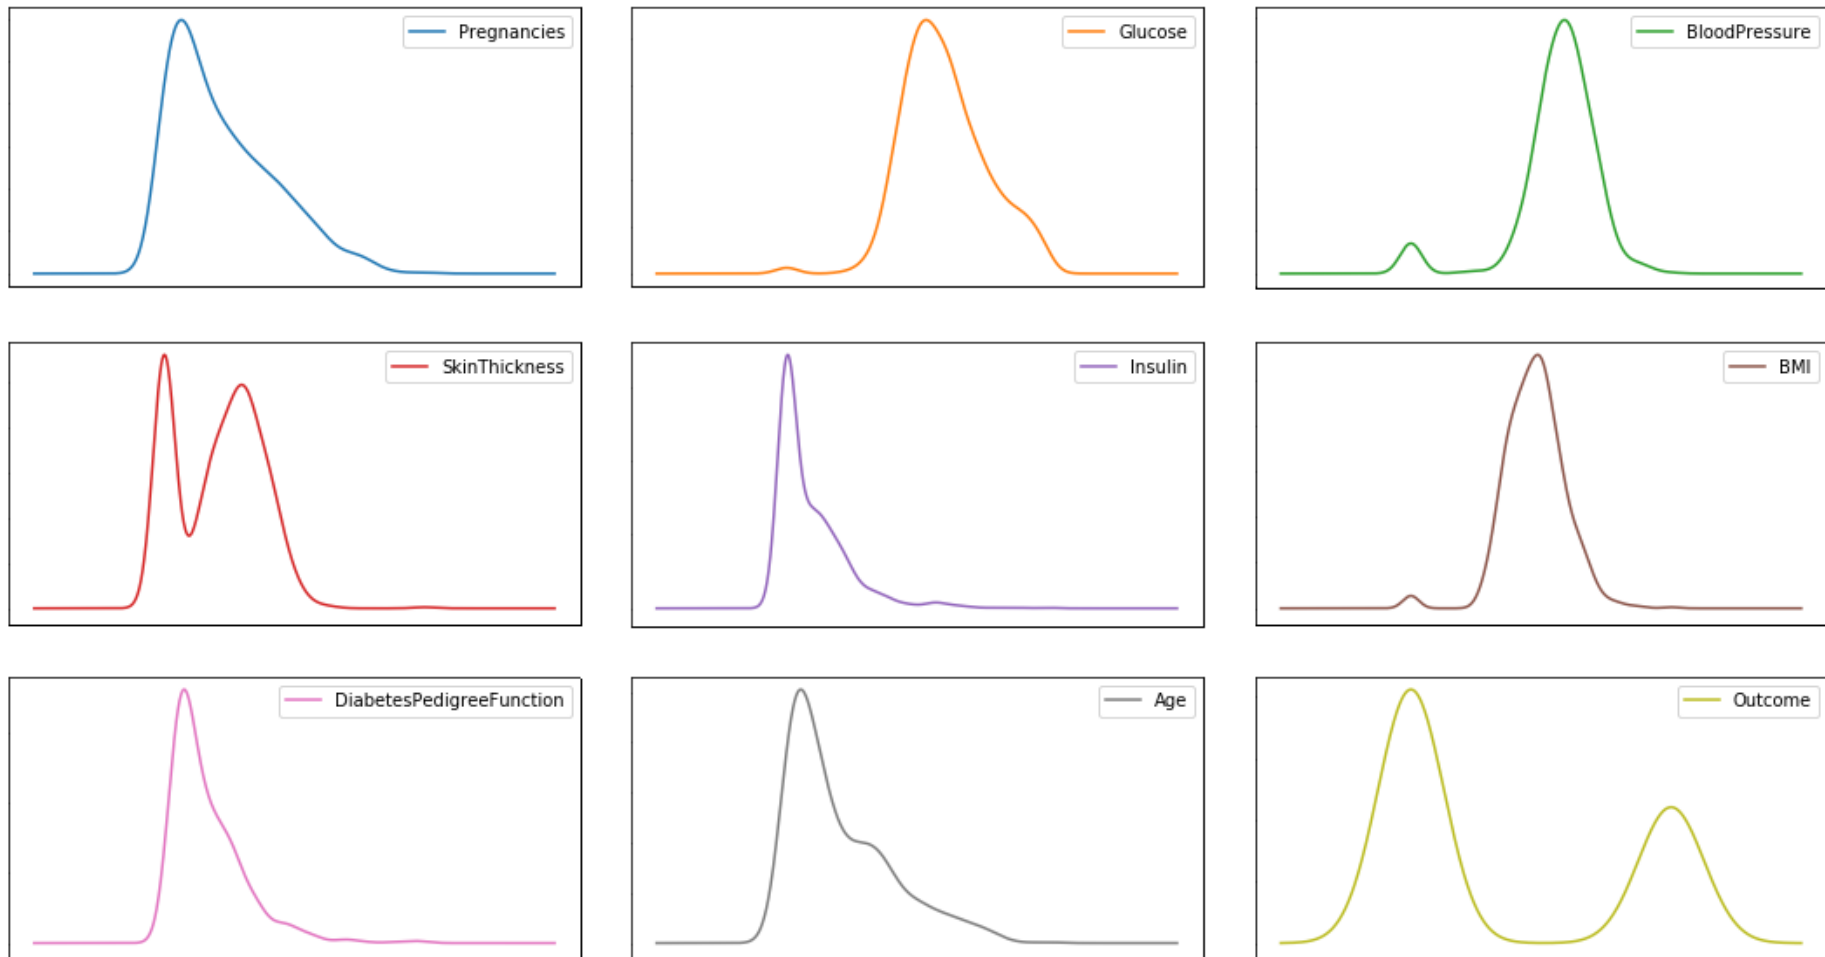 Pregnancies
Glucose
BloodPressure
SkinThickness
Insulin
BMI
DiabetesPedigreeFunction
Age
Outcome